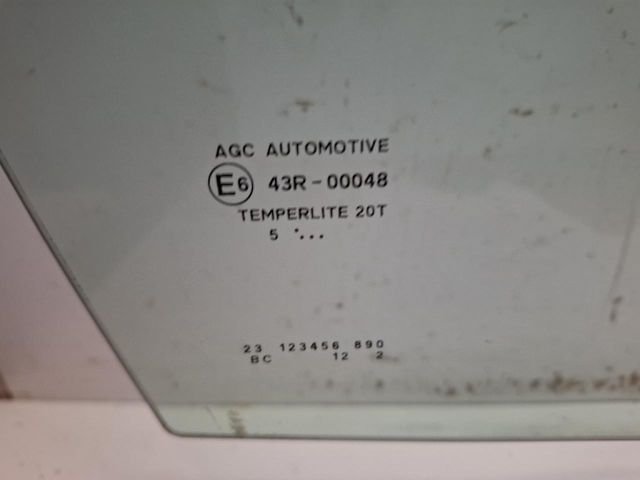 AGC AUTOMOTIVE
E6 43R-00048
TEMPERLITE 20T
5 ․...
23 123456 890
BC 12 2